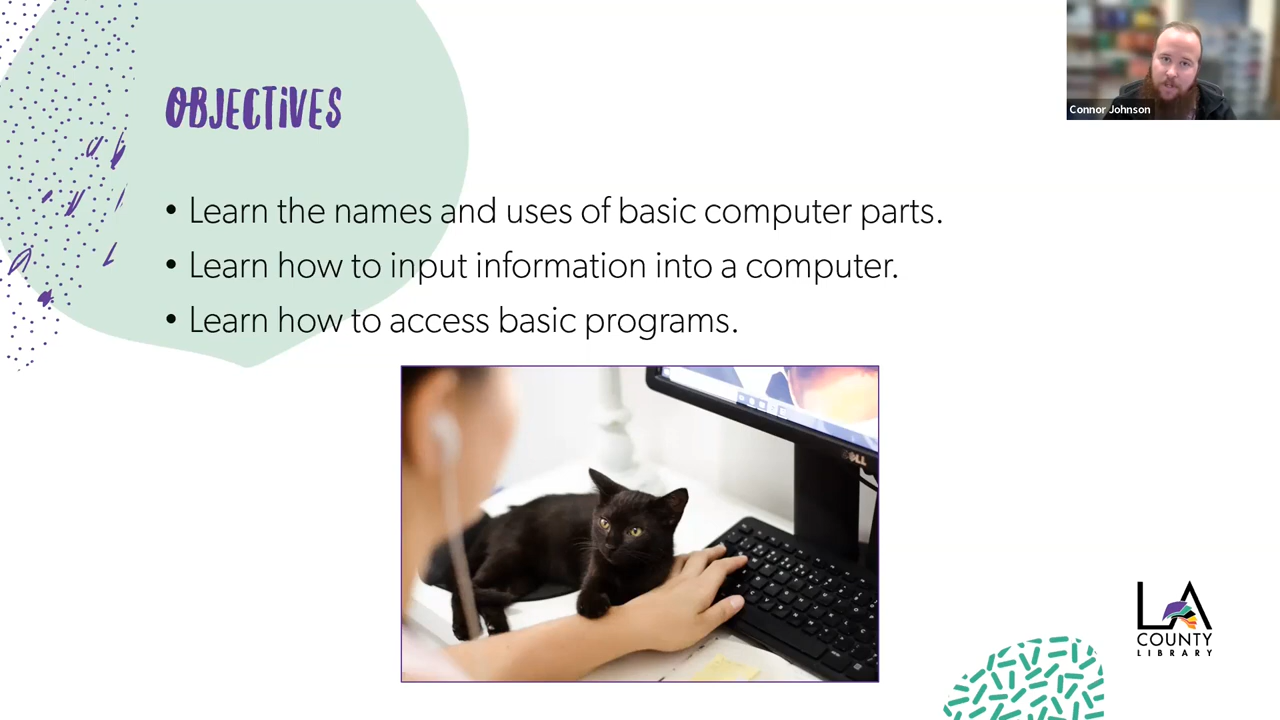 OBJECTIVES
Connor Johnson
• Learn the names and uses of basic computer parts.
• Learn how to input information into a computer.
• Learn how to access basic programs.
DELL
LA
COUNTY
LIBRARY